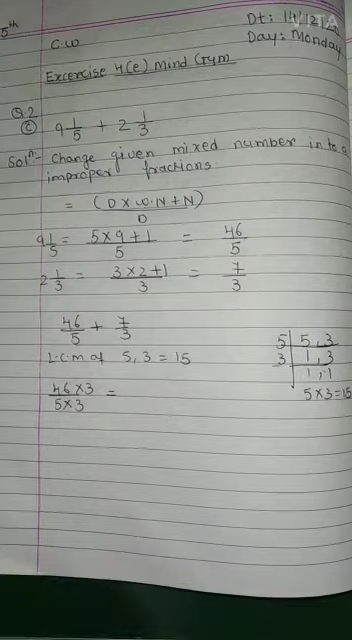 5th
Dt: 14/12/2
C.W
Day: Monday
Excercise 4(e) Mind Gym
Q.2
(c) 9 1/5 + 2 1/3
Solⁿ- Change given mixed number in to a
improper fractions
= (D x W.N + N) / D
9 1/5 = (5 x 9 + 1) / 5 = 46/5
2 1/3 = (3 x 2 + 1) / 3 = 7/3
46/5 + 7/3
L.C.M of 5, 3 = 15
5 | 5, 3
3 | 1, 3
1, 1
5 x 3 = 15
(46 x 3) / (5 x 3) =